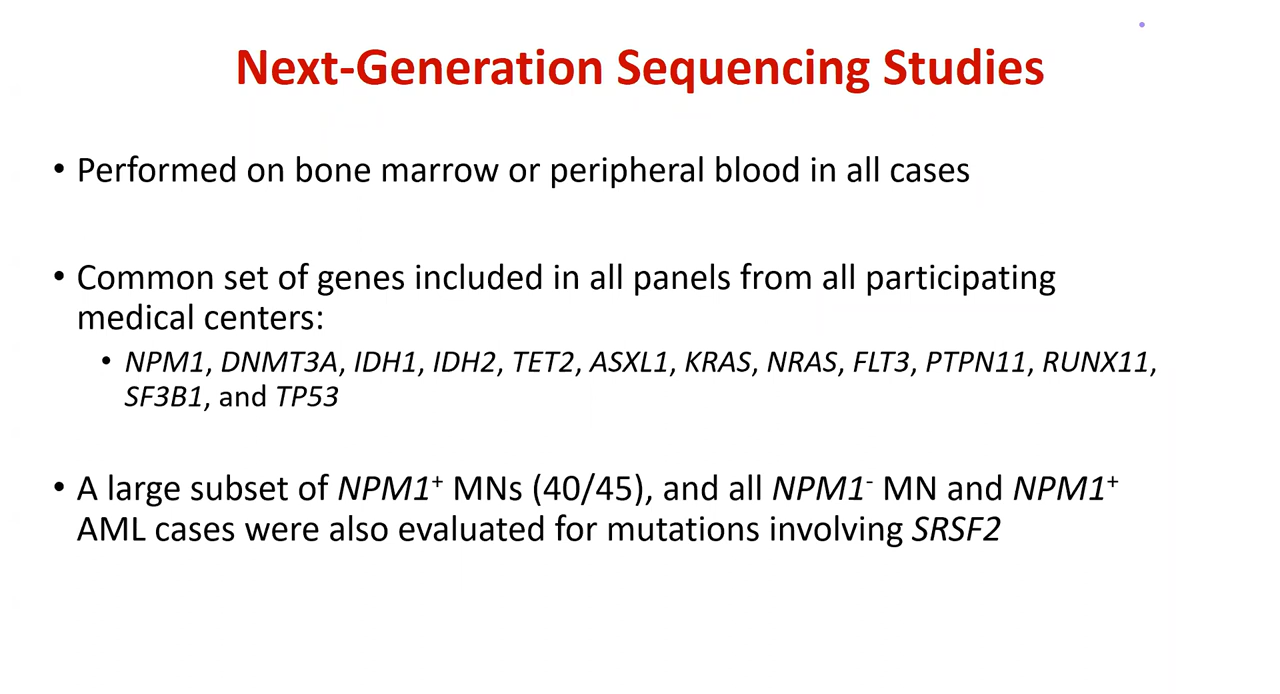 Next-Generation Sequencing Studies
• Performed on bone marrow or peripheral blood in all cases
• Common set of genes included in all panels from all participating
medical centers:
• NPM1, DNMT3A, IDH1, IDH2, TET2, ASXL1, KRAS, NRAS, FLT3, PTPN11, RUNX11,
SF3B1, and TP53
• A large subset of NPM1⁺ MNs (40/45), and all NPM1⁻ MN and NPM1⁺
AML cases were also evaluated for mutations involving SRSF2